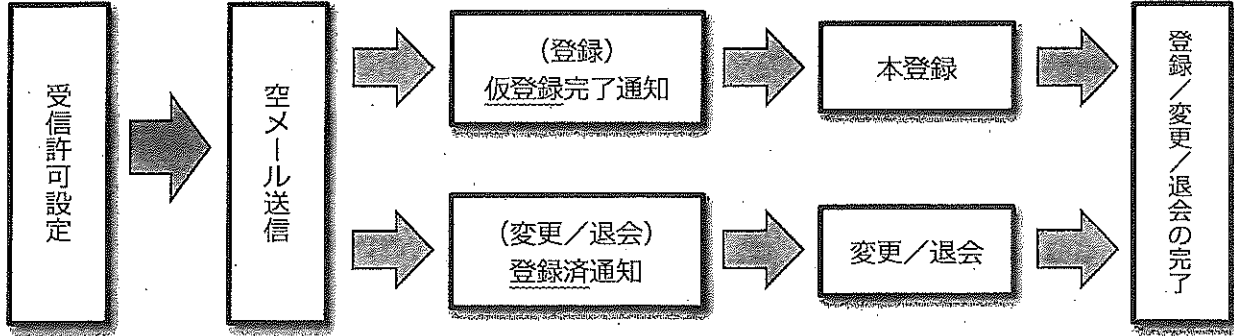 受信許可設定
空メール送信
（登録）
仮登録完了通知
本登録
（変更／退会）
登録済通知
変更／退会
登録／変更／退会の完了